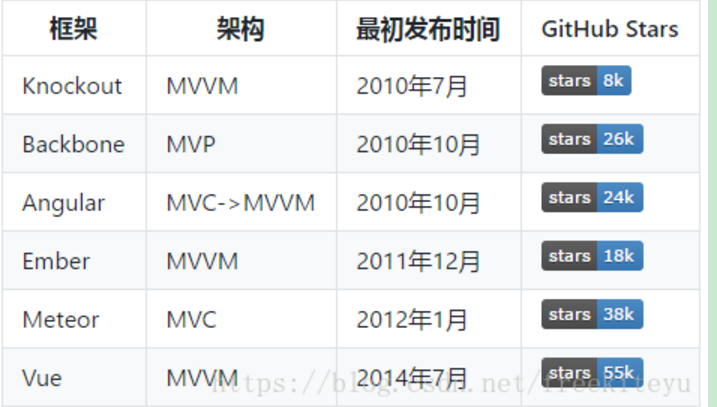 框架 架构 最初发布时间 GitHub Stars
Knockout MVVM 2010年7月 stars 8k
Backbone MVP 2010年10月 stars 26k
Angular MVC->MVVM 2010年10月 stars 24k
Ember MVVM 2011年12月 stars 18k
Meteor MVC 2012年1月 stars 38k
Vue MVVM 2014年7月 stars 55k
https://blog.csdn.net/freekiteyu